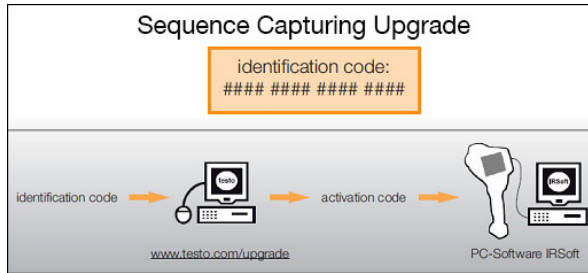 Sequence Capturing Upgrade
identification code:
#### #### #### ####
identification code
testo
activation code
IRSoft
www.testo.com/upgrade
PC-Software IRSoft